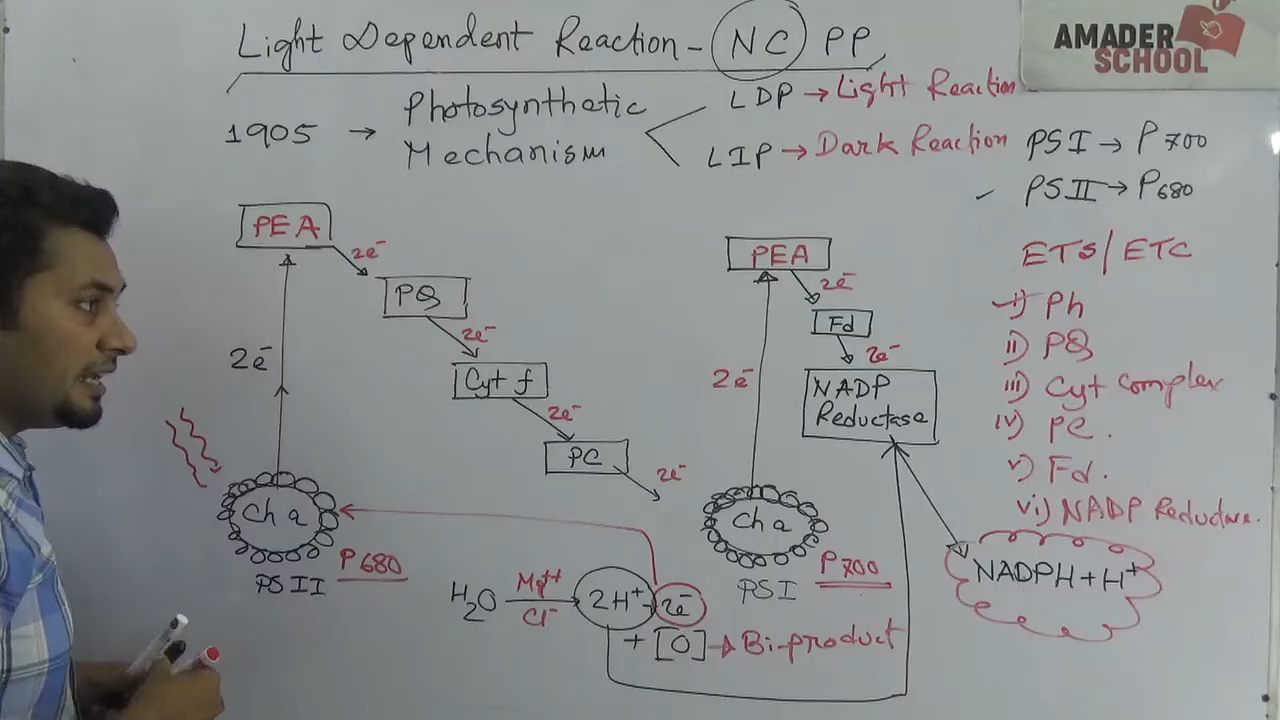 Light Dependent Reaction - NC PP
AMADER
SCHOOL
1905 → Photosynthetic
Mechanism
LDP → Light Reaction
LIP → Dark Reaction
PSI → P700
PSII → P680
ETS/ETC
i) Ph
ii) PQ
iii) Cyt complex
iv) PC.
v) Fd.
vi) NADP Reductase.
PEA
2e⁻
PQ
2e⁻
Cyt f
2e⁻
PC
2e⁻
2e⁻
Ch a
PSII
P680
PEA
2e⁻
Fd
2e⁻
NADP
Reductase
2e⁻
Ch a
PSI
P700
NADPH+H⁺
H₂O Mg⁺⁺ Cl⁻ → 2H⁺ 2e⁻
+ [O] → Bi-product